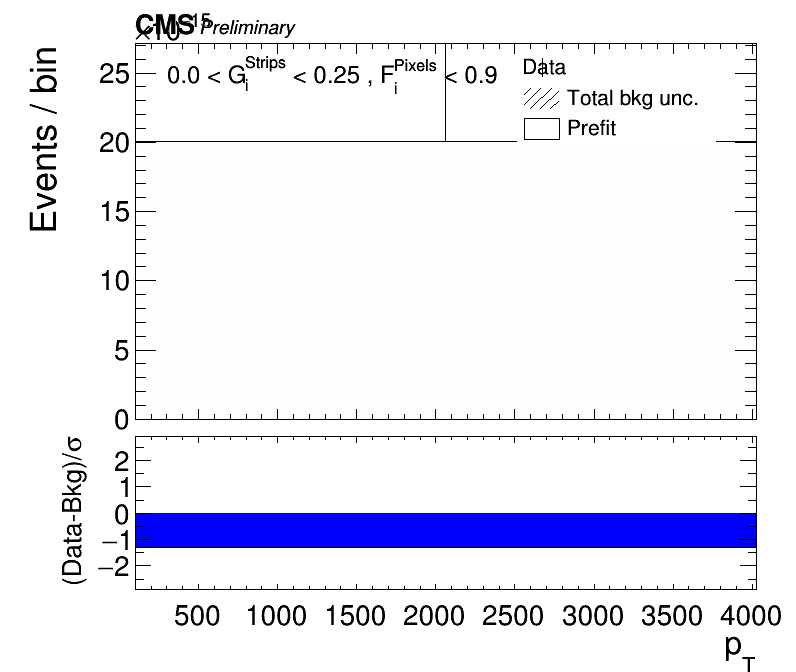 CMS Preliminary
×10^15
0.0 < G_i^Strips < 0.25 , F_i^Pixels < 0.9
Data
Total bkg unc.
Prefit
Events / bin
25
20
15
10
5
0
(Data-Bkg)/σ
2
1
0
−1
−2
500 1000 1500 2000 2500 3000 3500 4000
p_T